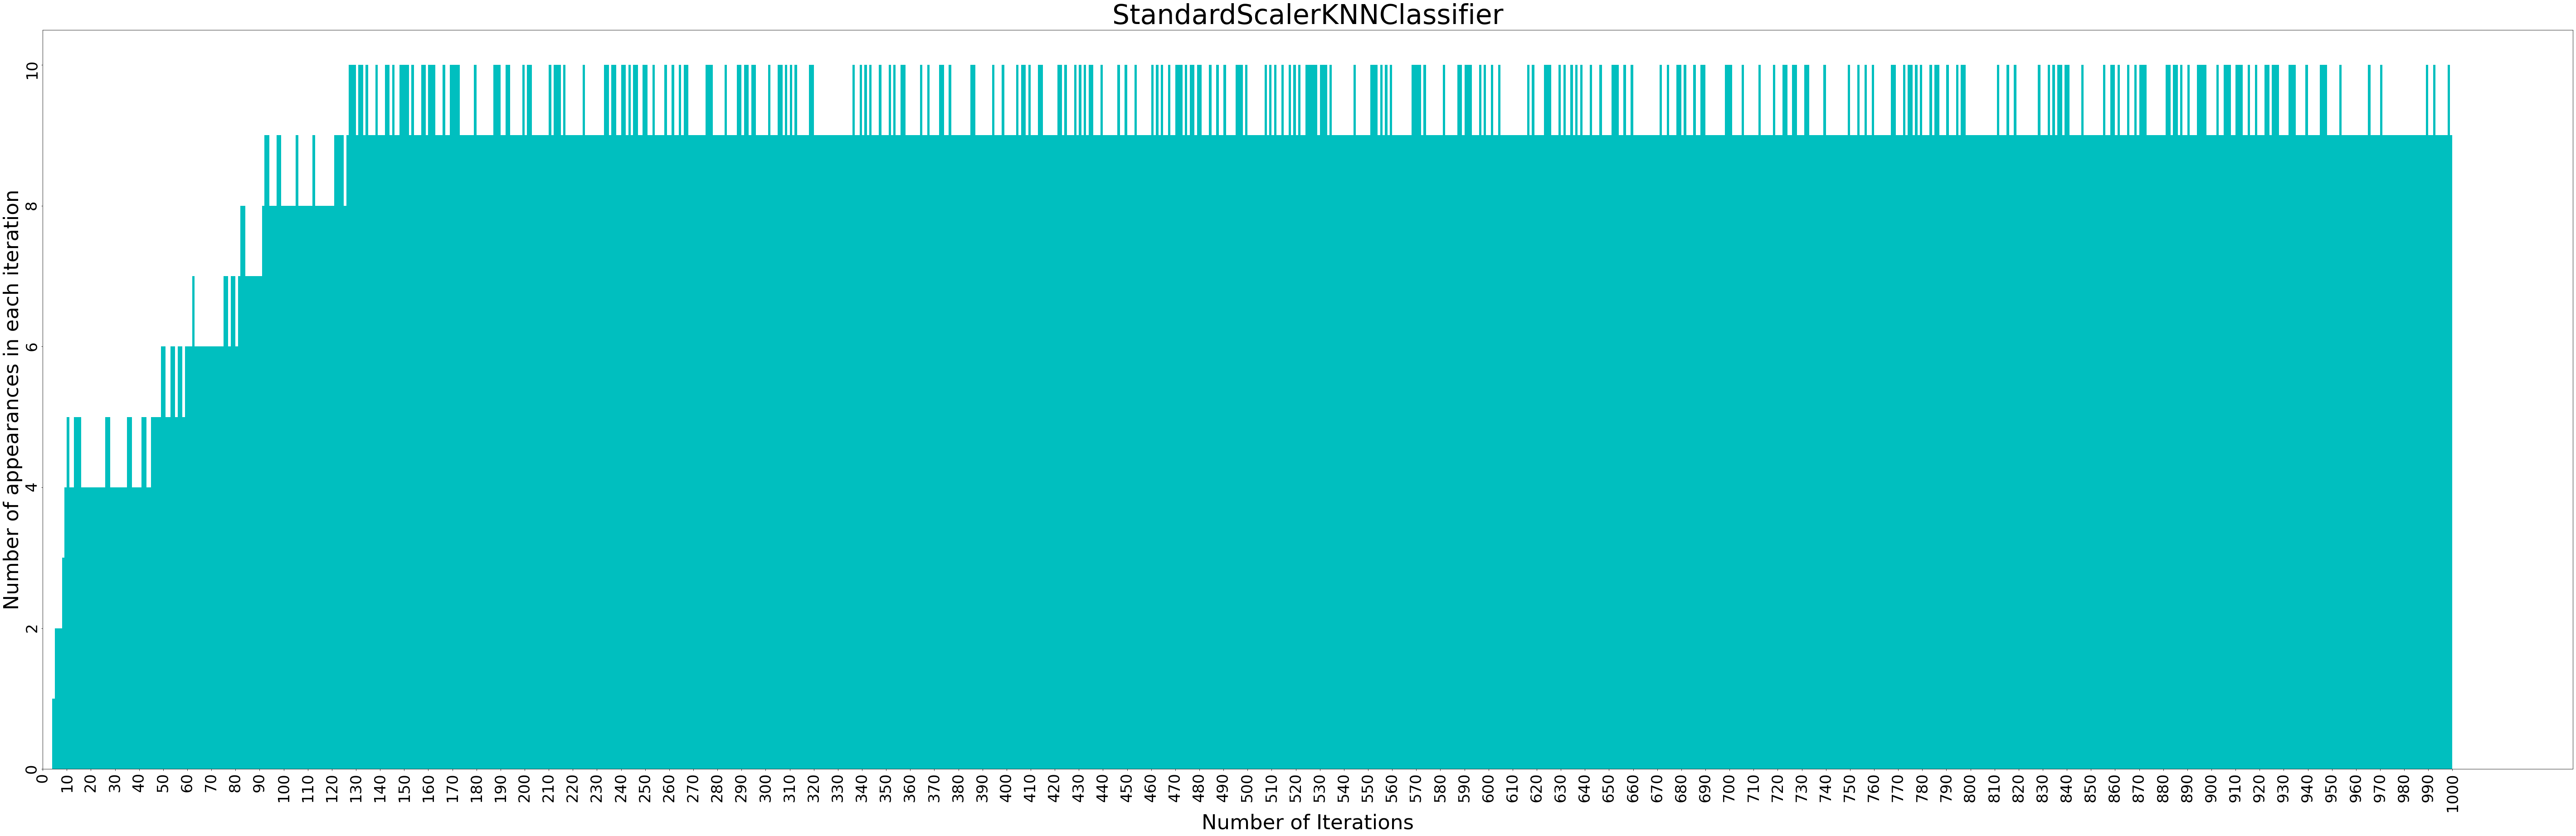 StandardScalerKNNClassifier
Number of appearances in each iteration
10
8
6
4
2
0
0 10 20 30 40 50 60 70 80 90 100 110 120 130 140 150 160 170 180 190 200 210 220 230 240 250 260 270 280 290 300 310 320 330 340 350 360 370 380 390 400 410 420 430 440 450 460 470 480 490 500 510 520 530 540 550 560 570 580 590 600 610 620 630 640 650 660 670 680 690 700 710 720 730 740 750 760 770 780 790 800 810 820 830 840 850 860 870 880 890 900 910 920 930 940 950 960 970 980 990 1000
Number of Iterations